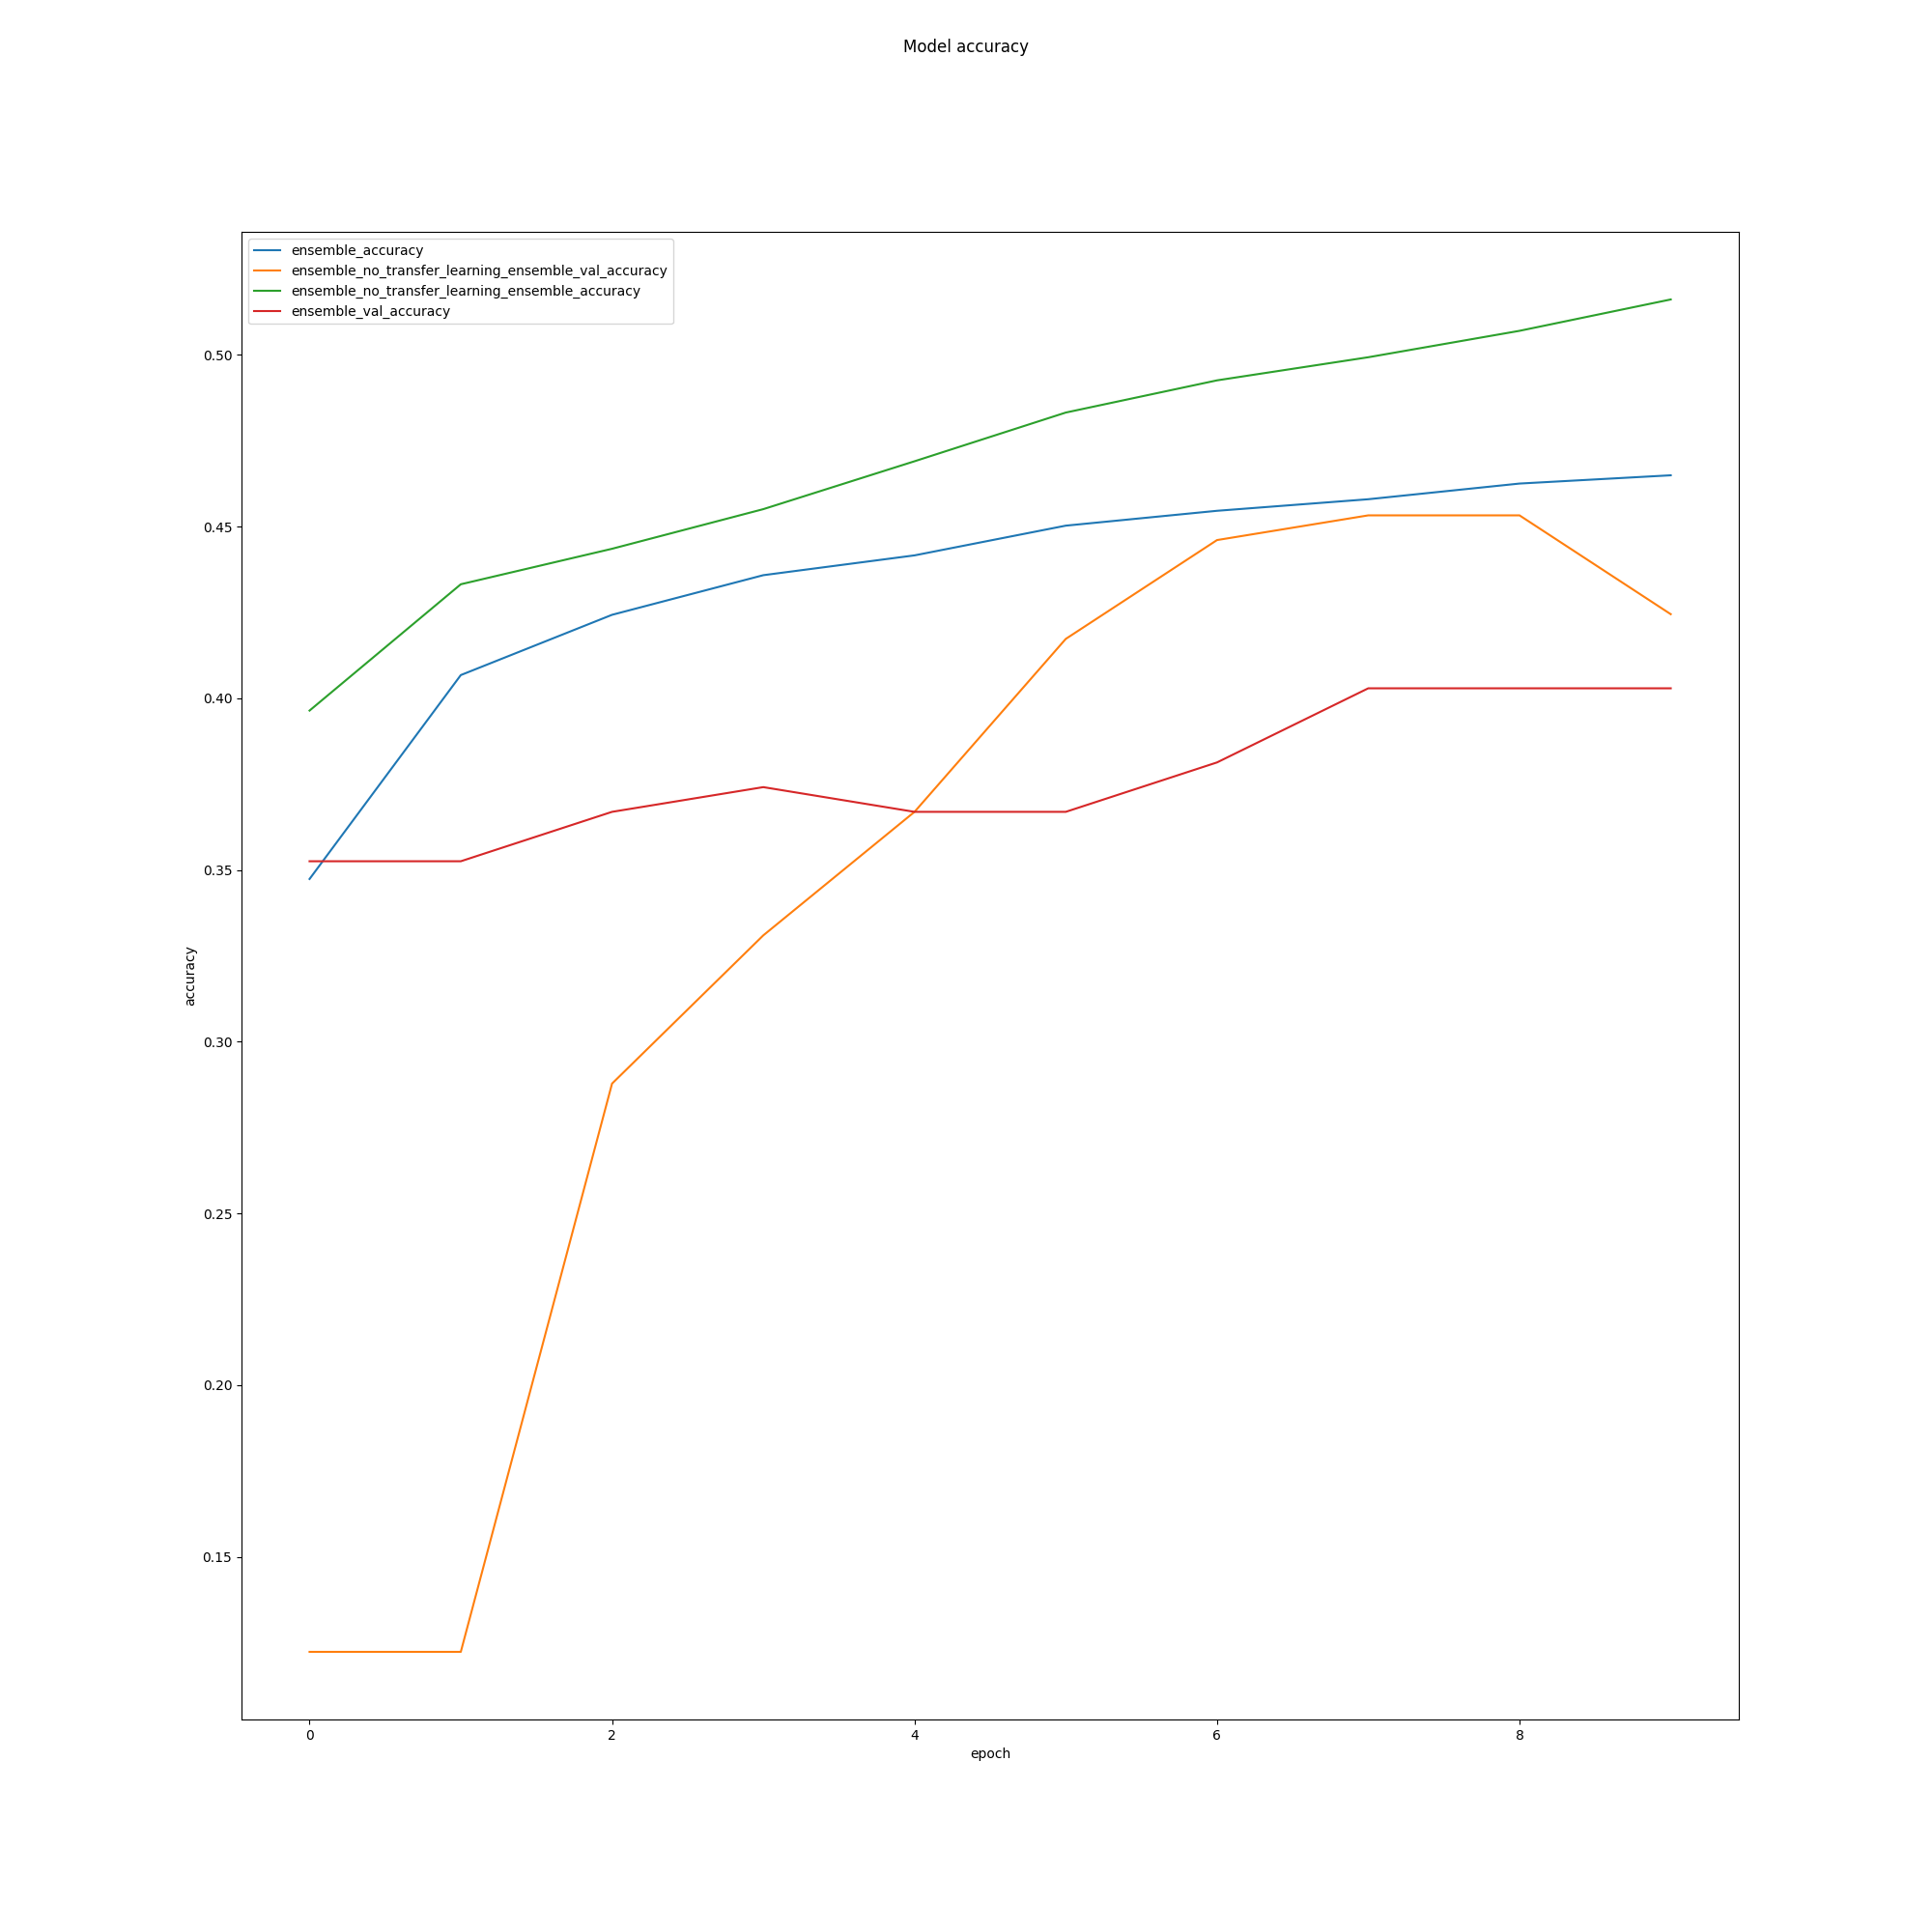 Model accuracy
ensemble_accuracy
ensemble_no_transfer_learning_ensemble_val_accuracy
ensemble_no_transfer_learning_ensemble_accuracy
ensemble_val_accuracy
0.50
0.45
0.40
0.35
0.30
0.25
0.20
0.15
accuracy
0 2 4 6 8
epoch